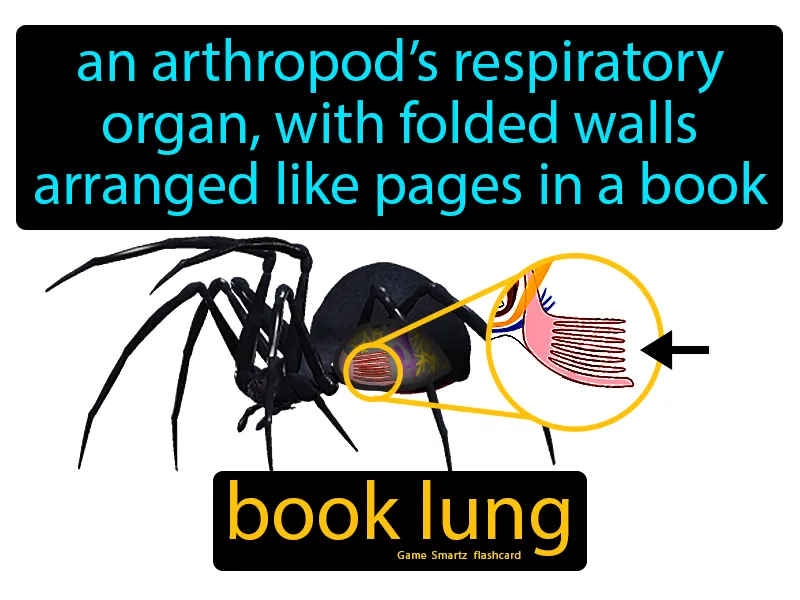 an arthropod’s respiratory
organ, with folded walls
arranged like pages in a book
book lung
Game Smartz flashcard